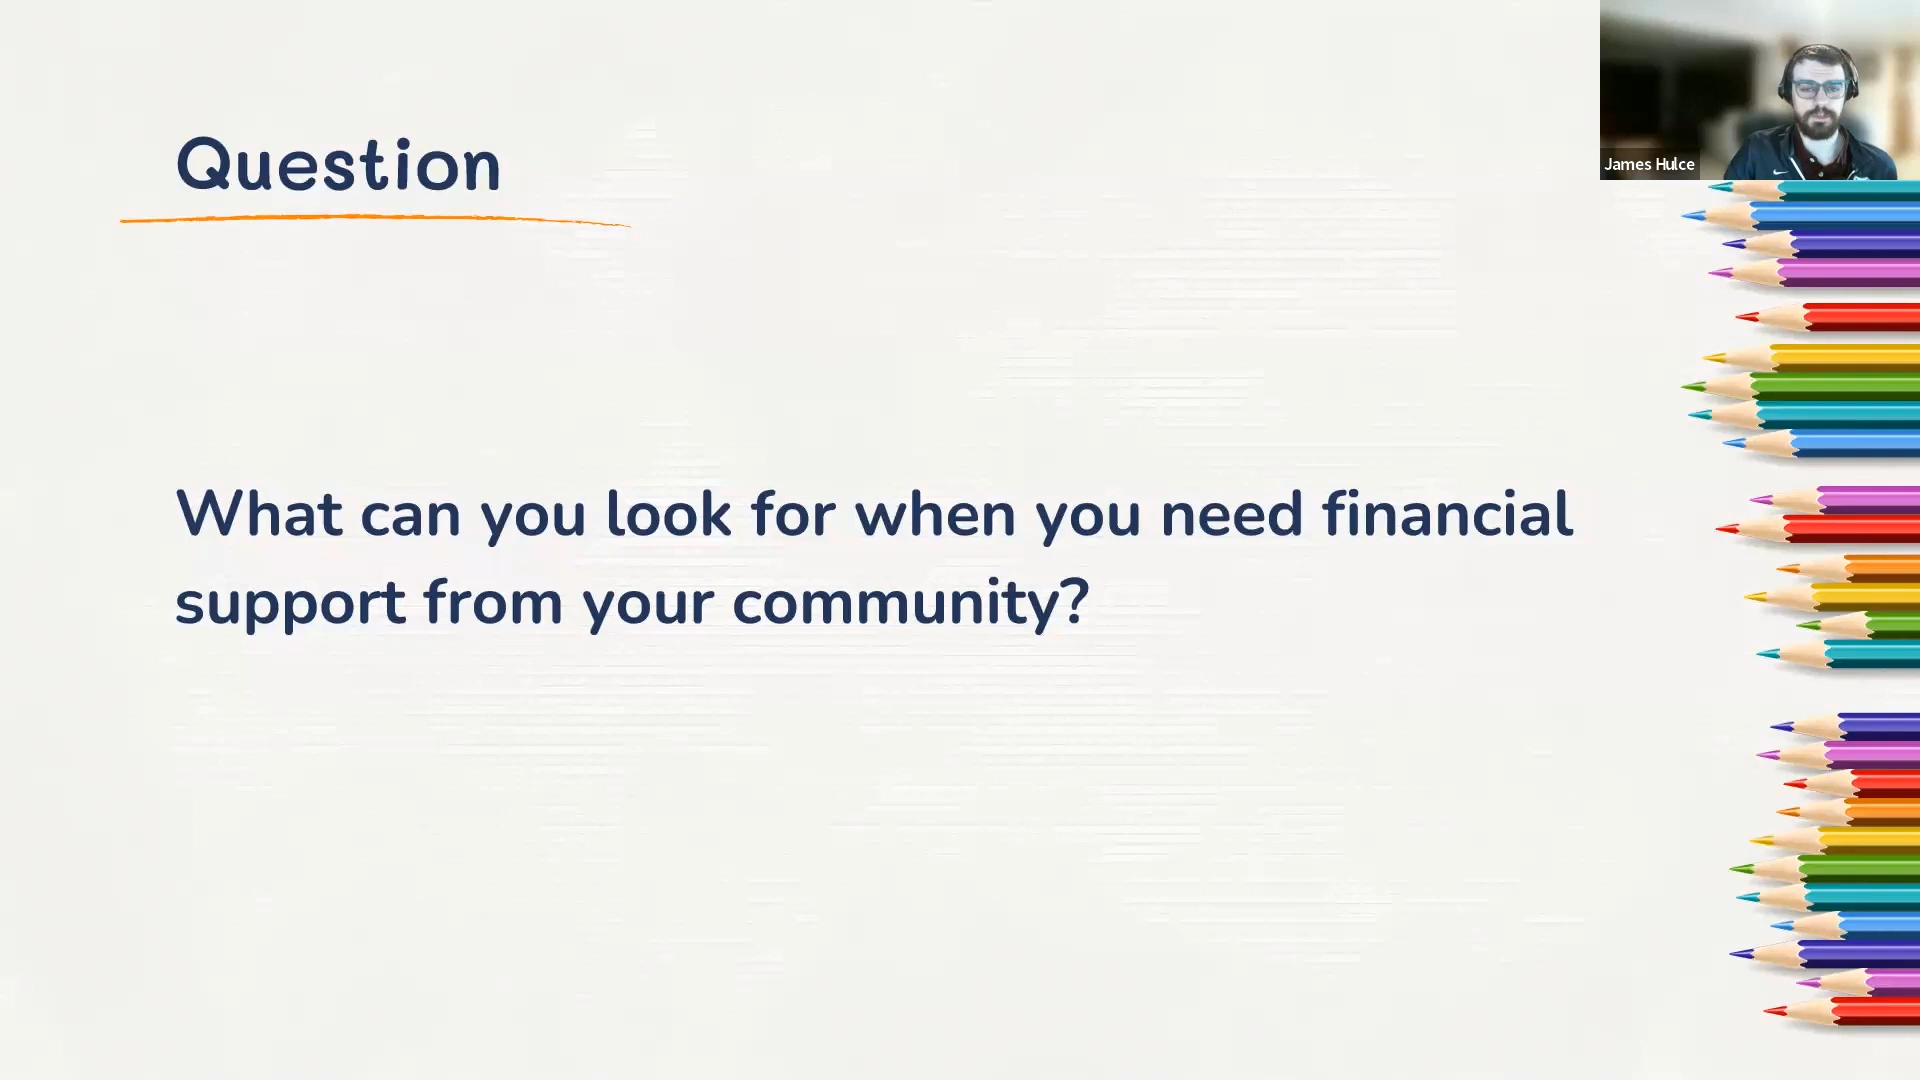 Question
What can you look for when you need financial
support from your community?
James Hulce